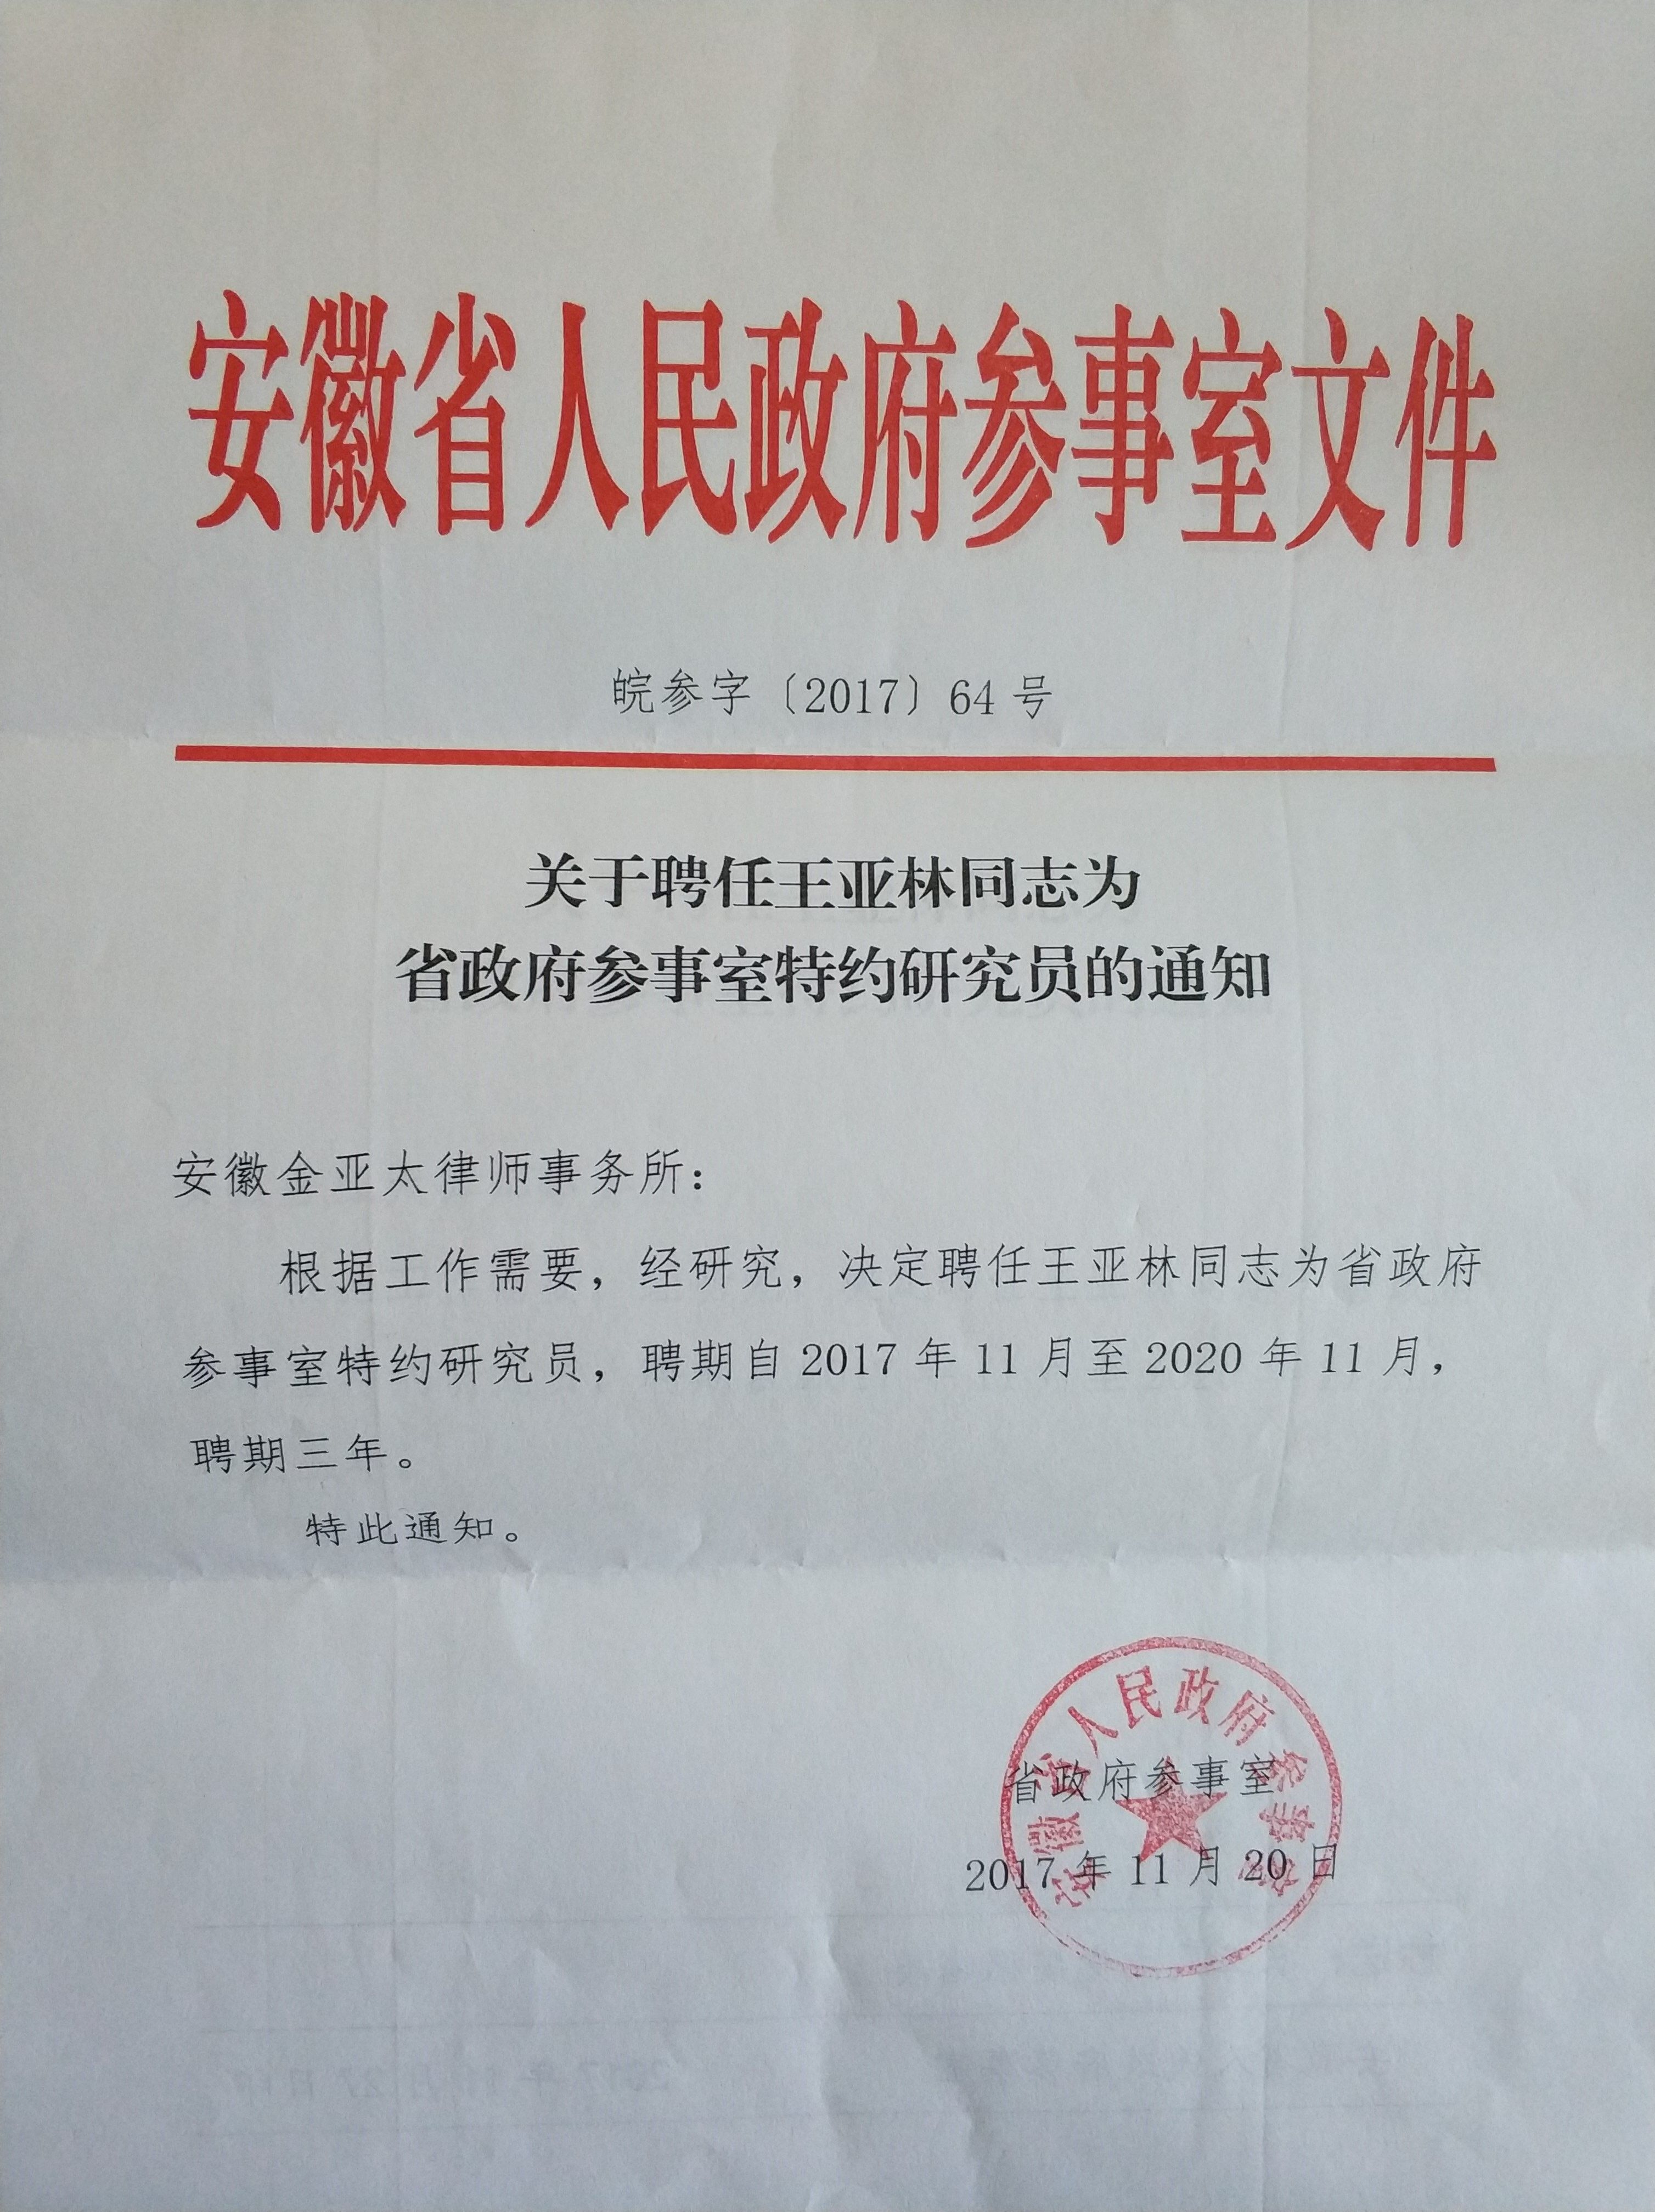 安徽省人民政府参事室文件
皖参字〔2017〕64号
关于聘任王亚林同志为
省政府参事室特约研究员的通知
安徽金亚太律师事务所：
根据工作需要，经研究，决定聘任王亚林同志为省政府
参事室特约研究员，聘期自2017年11月至2020年11月，
聘期三年。
特此通知。
安徽省人民政府参事室
省政府参事室
2017年11月20日